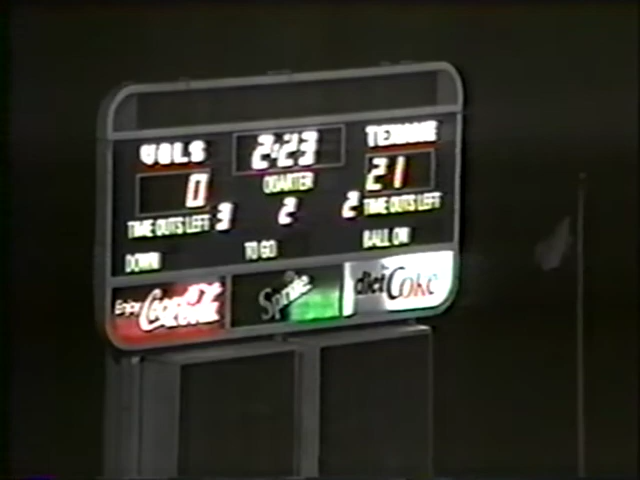 VOLS 2:23 TEXANS
0 QUARTER 21
TIME OUTS LEFT 3 2 2 TIME OUTS LEFT
DOWN TO GO BALL ON
Enjoy Coca-Cola Sprite diet Coke